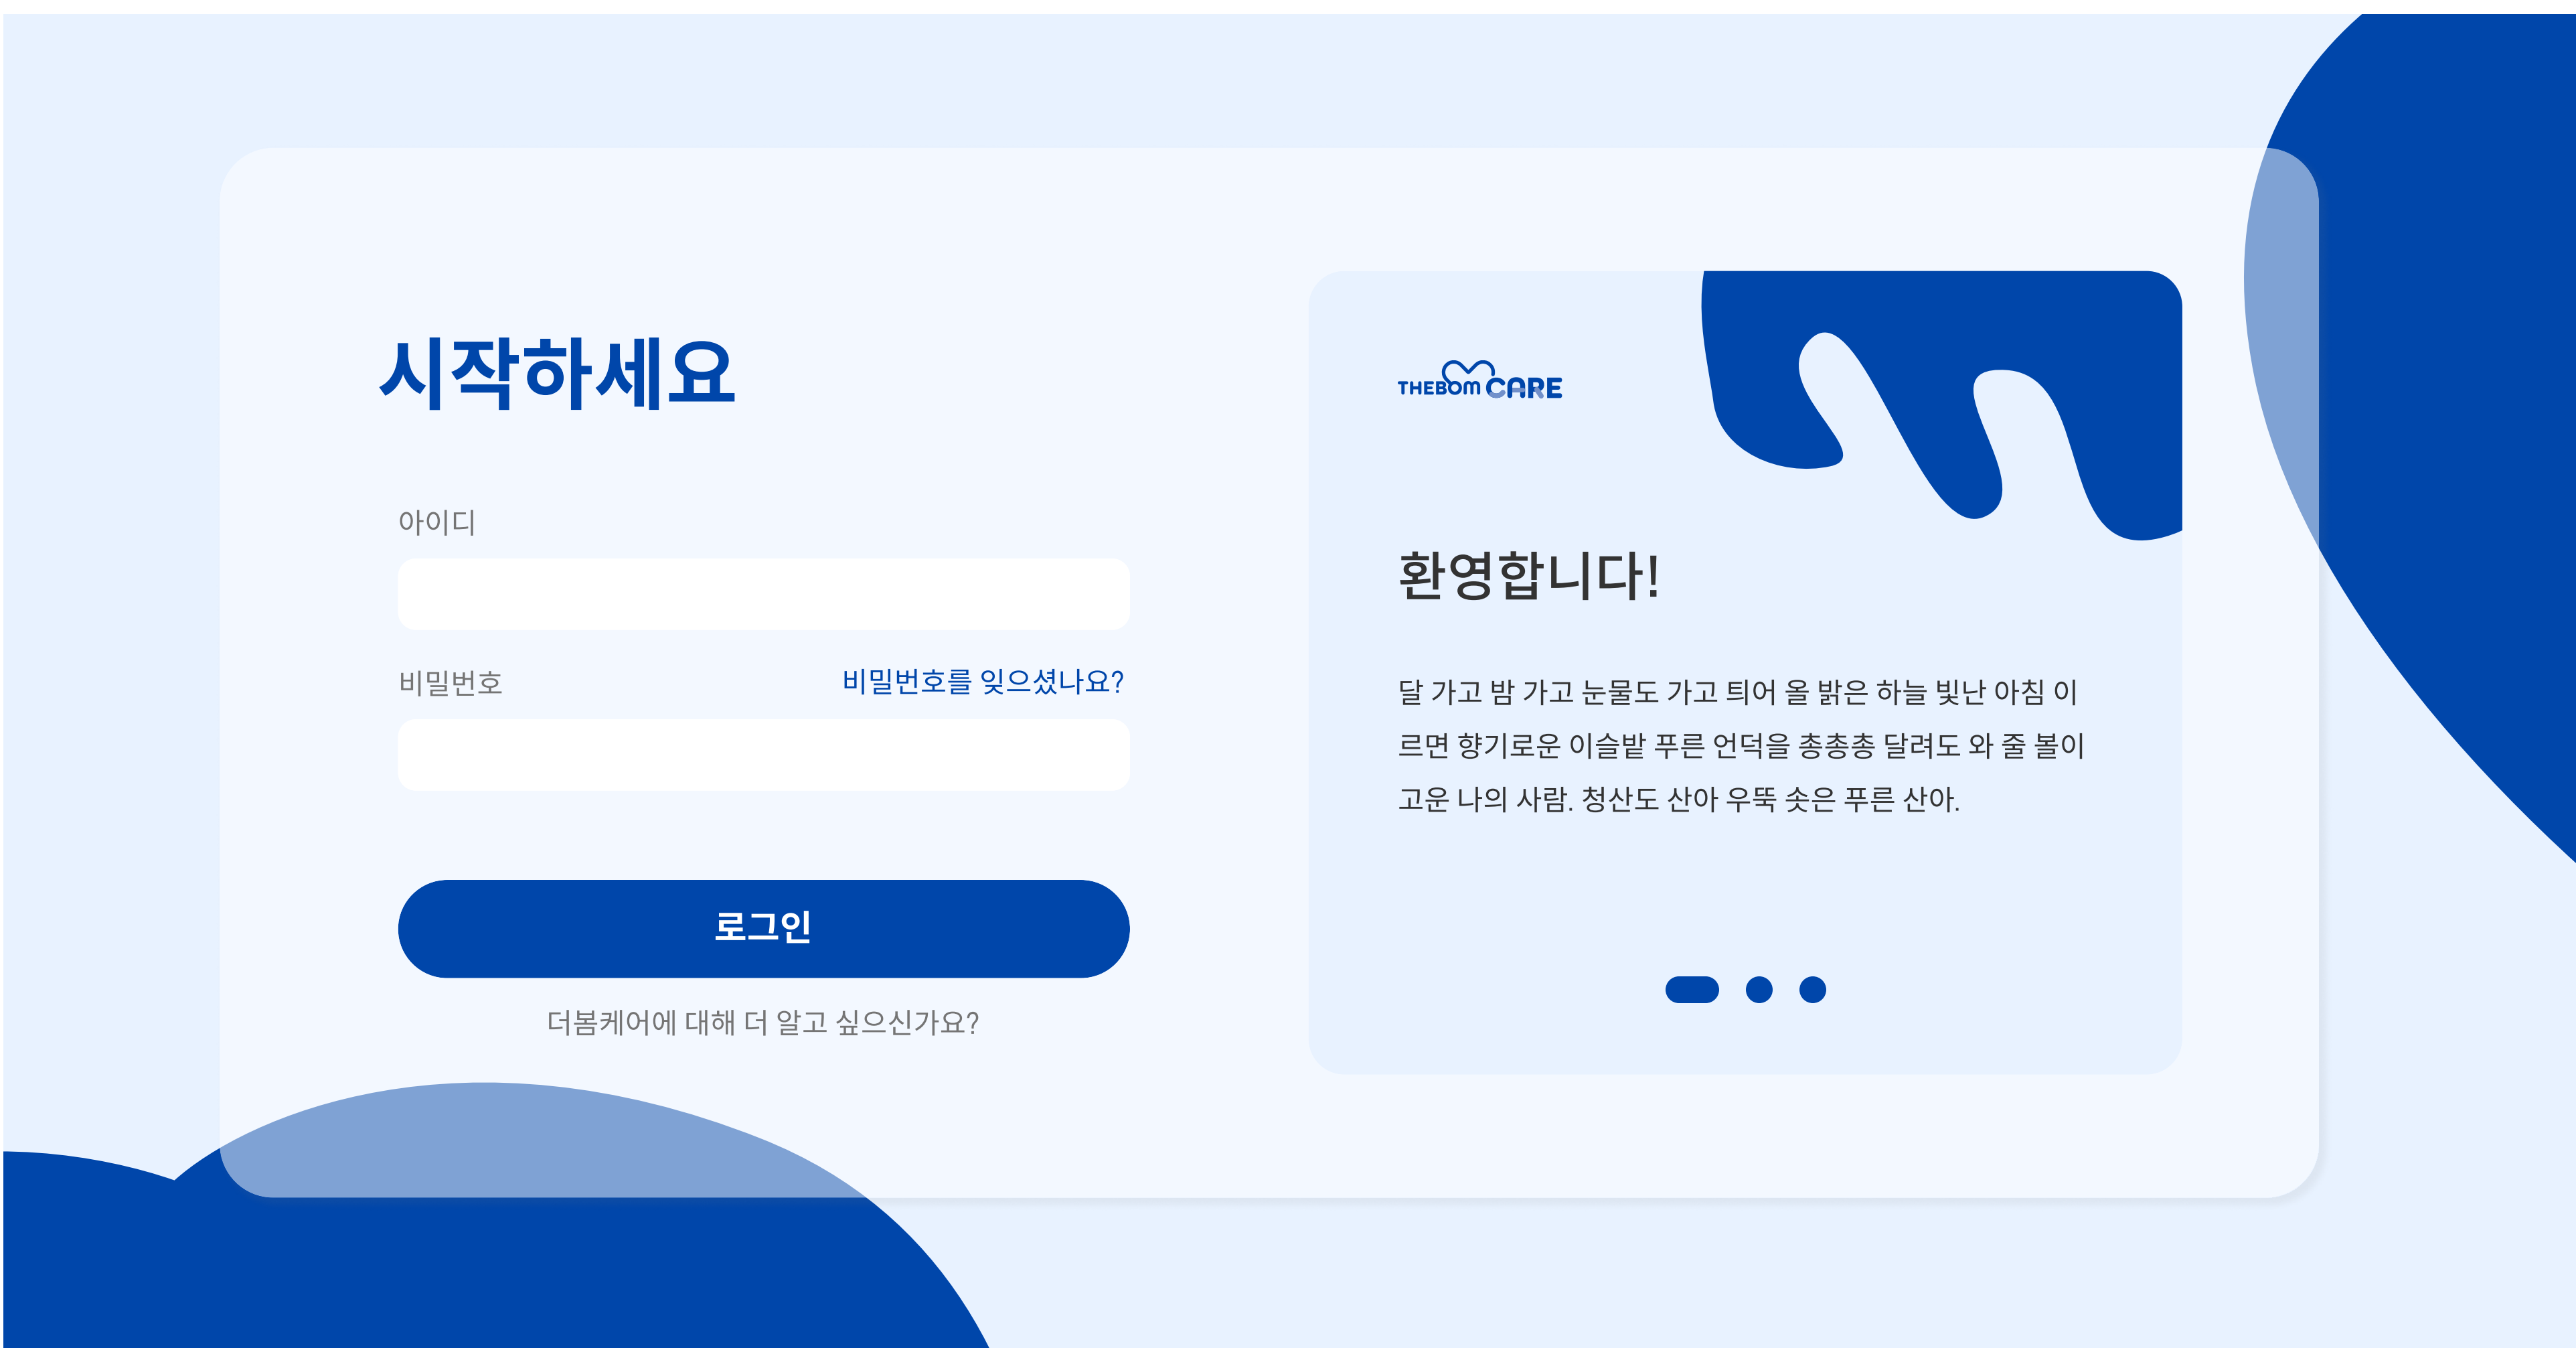 시작하세요
아이디
비밀번호
비밀번호를 잊으셨나요?
로그인
더봄케어에 대해 더 알고 싶으신가요?
THEBOM CARE
환영합니다!
달 가고 밤 가고 눈물도 가고 틔어 올 밝은 하늘 빛난 아침 이
르면 향기로운 이슬밭 푸른 언덕을 총총총 달려도 와 줄 볼이
고운 나의 사람. 청산도 산아 우뚝 솟은 푸른 산아.